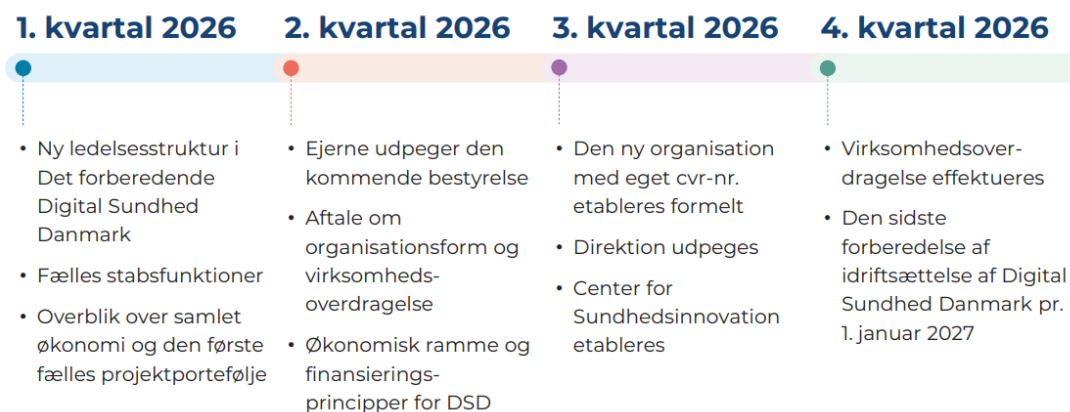 1. kvartal 2026
• Ny ledelsesstruktur i
Det forberedende
Digital Sundhed
Danmark
• Fælles stabsfunktioner
• Overblik over samlet
økonomi og den første
fælles projektportefølje
2. kvartal 2026
• Ejerne udpeger den
kommende bestyrelse
• Aftale om
organisationsform og
virksomheds-
overdragelse
• Økonomisk ramme og
finansierings-
principper for DSD
3. kvartal 2026
• Den ny organisation
med eget cvr-nr.
etableres formelt
• Direktion udpeges
• Center for
Sundhedsinnovation
etableres
4. kvartal 2026
• Virksomhedsover-
dragelse effektueres
• Den sidste
forberedelse af
idriftsættelse af Digital
Sundhed Danmark pr.
1. januar 2027